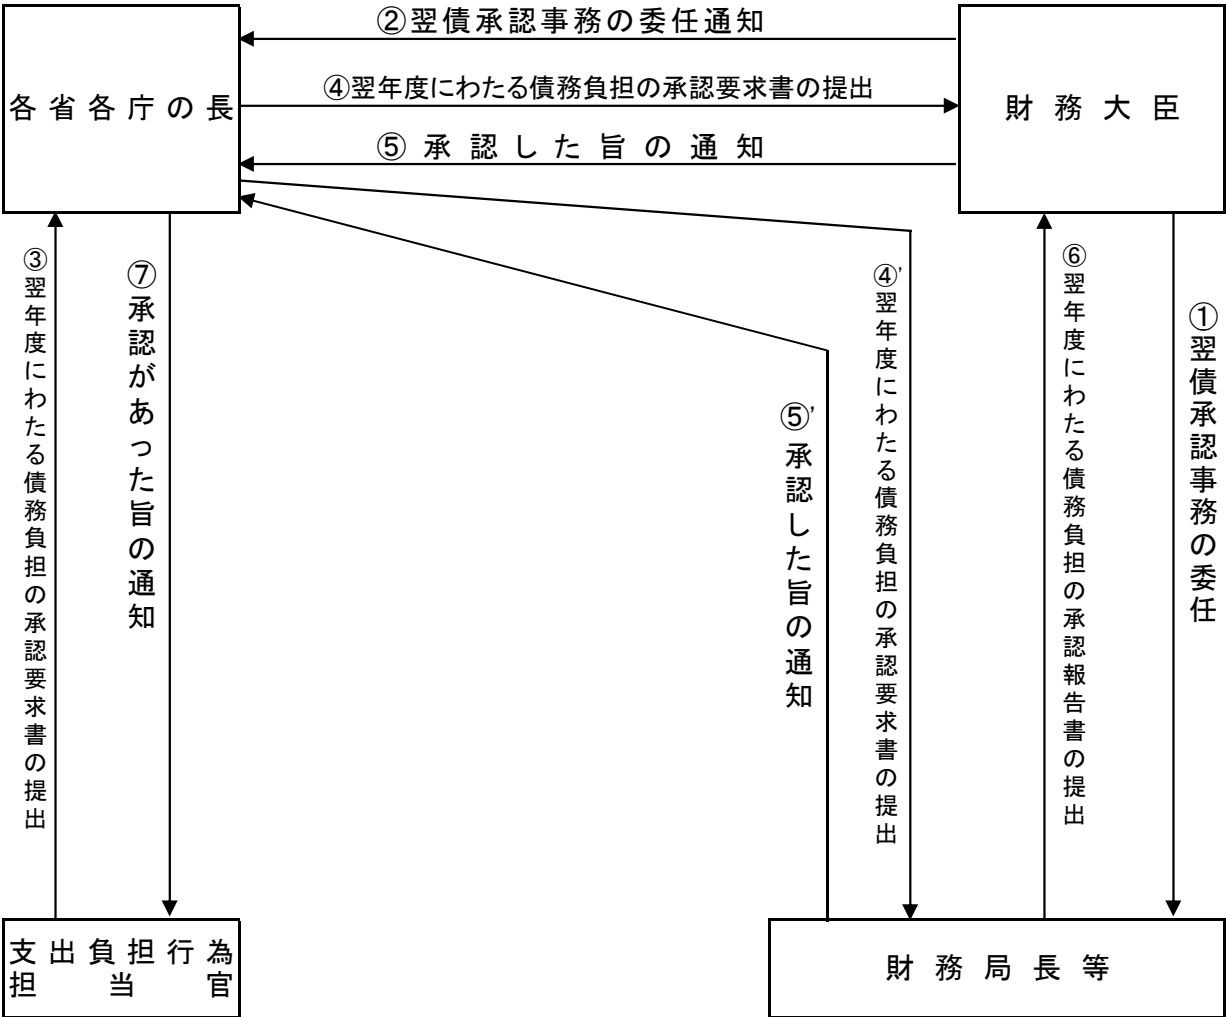 ②翌債承認事務の委任通知
各省各庁の長
④翌年度にわたる債務負担の承認要求書の提出
財務大臣
⑤承認した旨の通知
③翌年度にわたる債務負担の承認要求書の提出
⑦承認があった旨の通知
⑤’承認した旨の通知
④’翌年度にわたる債務負担の承認要求書の提出
⑥翌年度にわたる債務負担の承認報告書の提出
①翌債承認事務の委任
支出負担行為
担当官
財務局長等